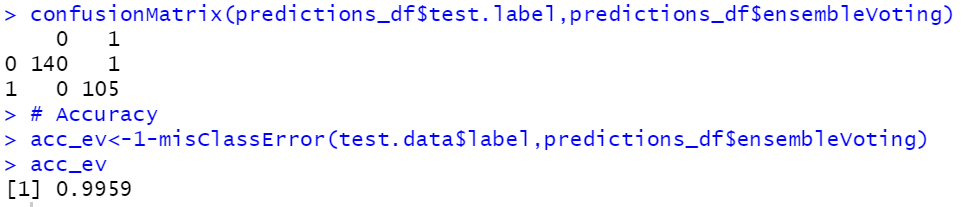 > confusionMatrix(predictions_df$test.label,predictions_df$ensembleVoting)
    0   1
0 140   1
1   0 105
> # Accuracy
> acc_ev<-1-misClassError(test.data$label,predictions_df$ensembleVoting)
> acc_ev
[1] 0.9959